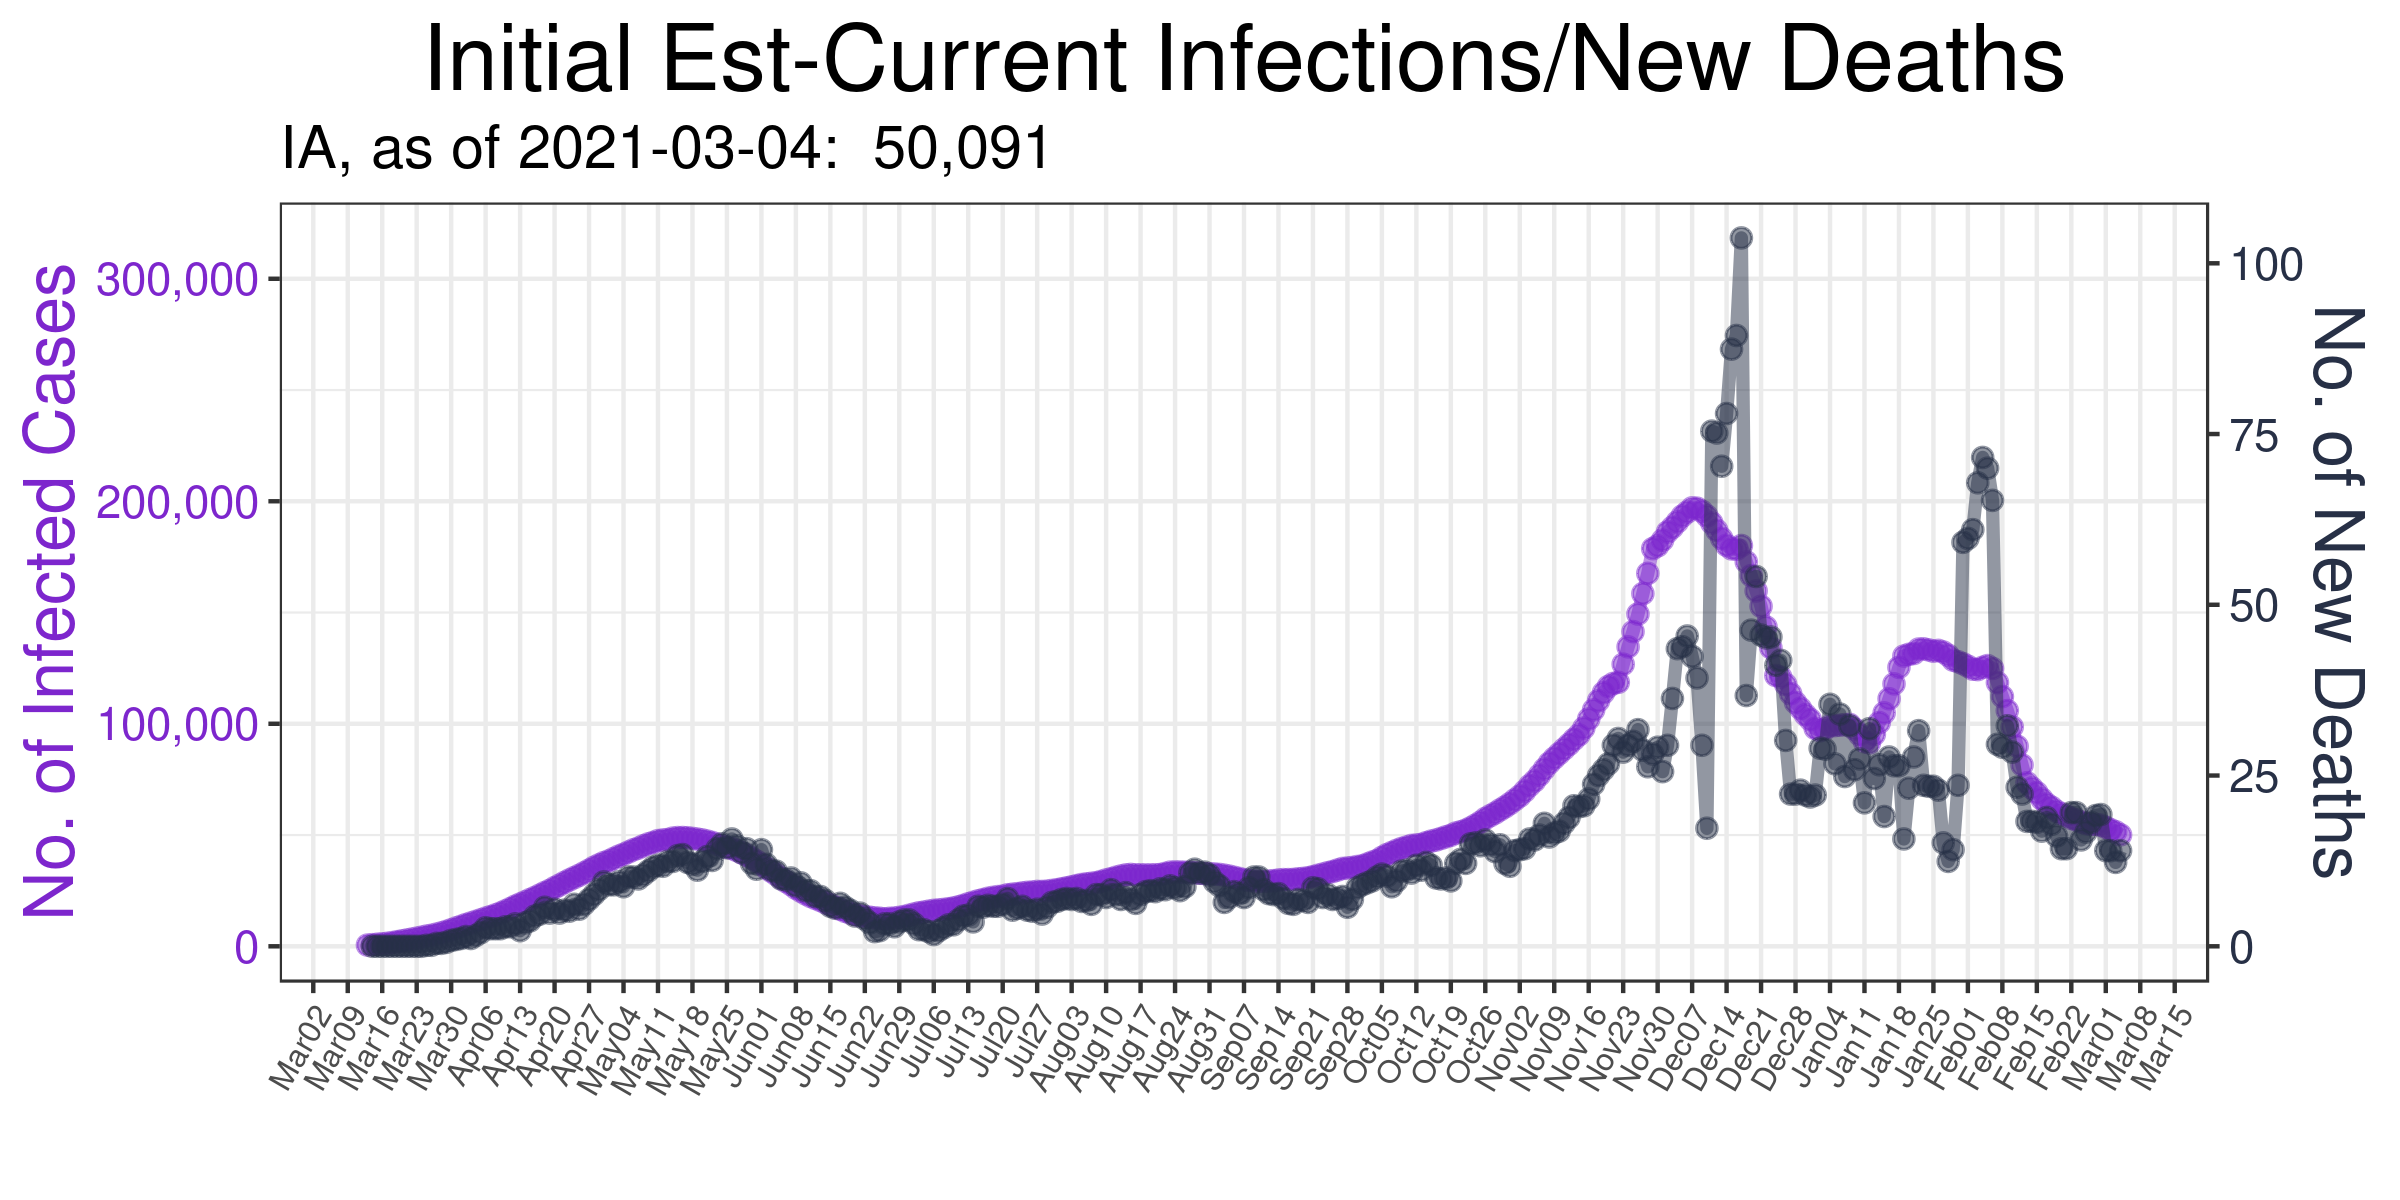 Initial Est-Current Infections/New Deaths
IA, as of 2021-03-04:  50,091
No. of Infected Cases
300,000
200,000
100,000
0
100
75
50
25
0
No. of New Deaths
Mar02
Mar09
Mar16
Mar23
Mar30
Apr06
Apr13
Apr20
Apr27
May04
May11
May18
May25
Jun01
Jun08
Jun15
Jun22
Jun29
Jul06
Jul13
Jul20
Jul27
Aug03
Aug10
Aug17
Aug24
Aug31
Sep07
Sep14
Sep21
Sep28
Oct05
Oct12
Oct19
Oct26
Nov02
Nov09
Nov16
Nov23
Nov30
Dec07
Dec14
Dec21
Dec28
Jan04
Jan11
Jan18
Jan25
Feb01
Feb08
Feb15
Feb22
Mar01
Mar08
Mar15